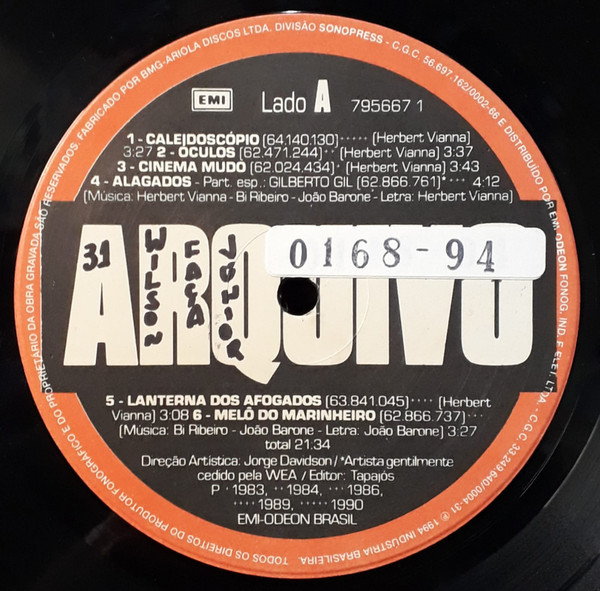 EMI Lado A 795667 1
1 - CALEIDOSCÓPIO (64.140.130)····· (Herbert Vianna)
3:27 2 - ÓCULOS (62.471.244)·· (Herbert Vianna) 3:37
3 - CINEMA MUDO (62.024.434)· (Herbert Vianna) 3:43
4 - ALAGADOS - Part. esp.: GILBERTO GIL (62.866.761)*··· 4:12
(Música: Herbert Vianna - Bi Ribeiro - João Barone - Letra: Herbert Vianna)
ARQUIVO
31
WILSON
FAÇA
JÚNIOR
0168-94
5 - LANTERNA DOS AFOGADOS (63.841.045)···· (Herbert
Vianna) 3:08 6 - MELÔ DO MARINHEIRO (62.866.737)···
(Música: Bi Ribeiro - João Barone - Letra: João Barone) 3:27
total 21:34
Direção Artística: Jorge Davidson/*Artista gentilmente
cedido pela WEA / Editor: Tapajós
P ·1983, ··1984, ···1986,
····1989, ·····1990
EMI-ODEON BRASIL
TODOS OS DIREITOS DO PRODUTOR FONOGRÁFICO E DO PROPRIETÁRIO DA OBRA GRAVADA SÃO RESERVADOS. FABRICADO POR BMG-ARIOLA DISCOS LTDA. DIVISÃO SONOPRESS - C.G.C. 56.697.162/0002-66 E DISTRIBUÍDO POR EMI-ODEON FONOG. IND. E ELET. LTDA - C.G.C. 33.249.640/0004-31 ℗ 1994 INDÚSTRIA BRASILEIRA.